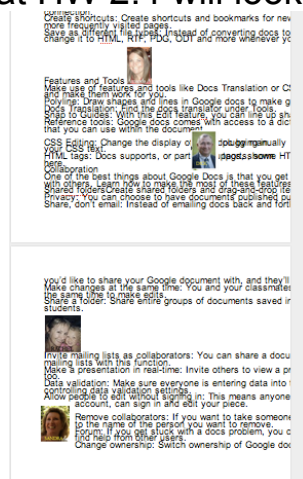 at HW 2. I will look
connection.
Create shortcuts: Create shortcuts and bookmarks for new
more frequently visited pages.
Save as different file types: Instead of converting docs to
change it to HTML, RTF, PDG, ODT and more whenever yo
Features and Tools
Make use of features and tools like Docs Translation or CS
and make them work for you.
Polyline: Draw shapes and lines in Google docs to make g
Docs Translation: Find the docs translator under Tools.
Snap to Guides: With this Edit feature, you can line up sha
Reference tools: Google docs comes with access to a dic
that you can use within the document.
CSS Editing: Change the display of
your CSS text.
HTML tags: Docs supports, or par
here.
Collaboration
One of the best things about Google Docs is that you get
with others. Learn how to make the most of these features
Shared foldersCreate shared folders and drag-and-drop ite
Privacy: You can choose to have documents published pu
Share, don't email: Instead of emailing docs back and forth
you'd like to share your Google document with, and they'll
Make changes at the same time: You and your classmate
the same time to make edits.
Share a folder: Share entire groups of documents saved in
students.
Invite mailing lists as collaborators: You can share a docu
mailing lists with this function.
Make a presentation in real-time: Invite others to view a pr
too.
Data validation: Make sure everyone is entering data into
controlling data validation settings.
Allow people to edit without signing in: This means anyone
account, can sign in and edit your piece.
Remove collaborators: If you want to take someone
to the name of the person you want to remove.
Forum: If you get stuck with a docs problem, you c
find help from other users.
Change ownership: Switch ownership of Google doc